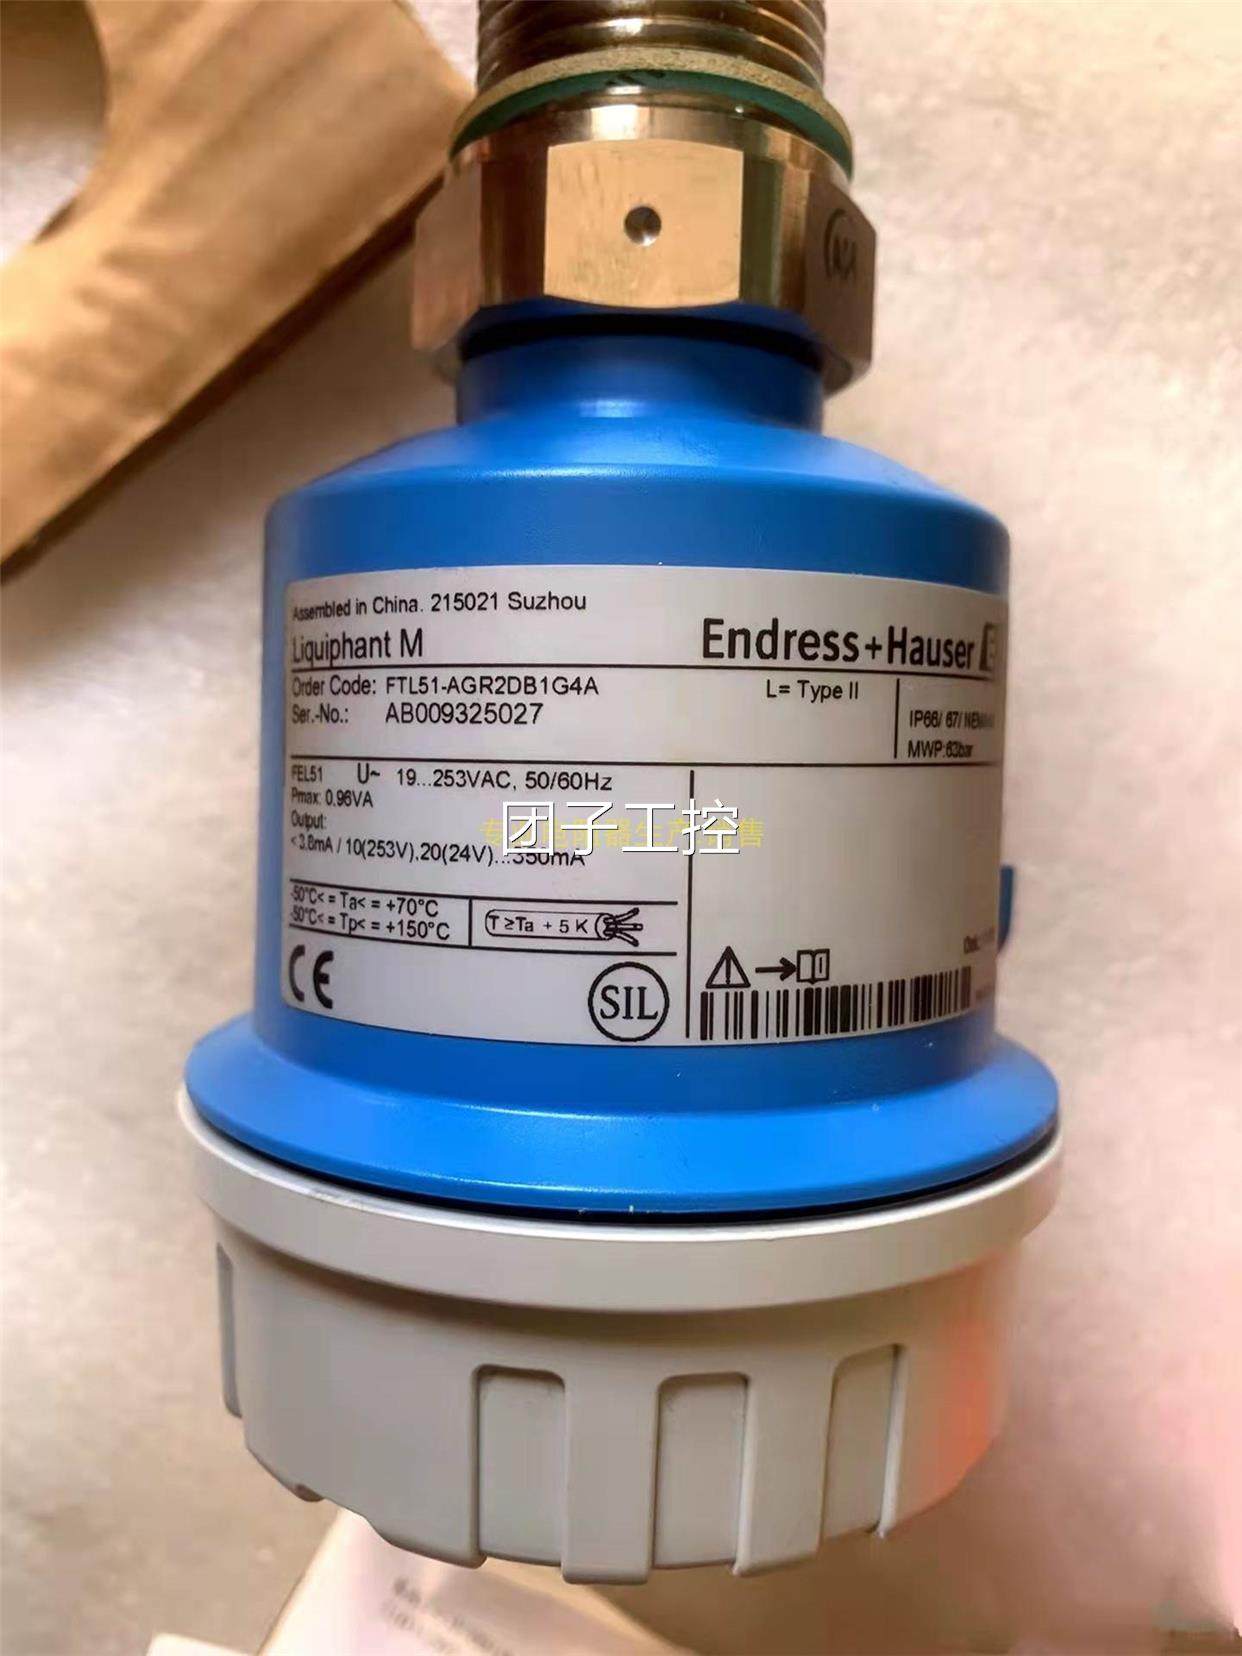 Assembled in China. 215021 Suzhou
Liquiphant M
Endress+Hauser
Order Code: FTL51-AGR2DB1G4A
Ser.-No.: AB009325027
L= Type II
IP66/ 67/
MWP:63bar
FEL51 U~ 19...253VAC, 50/60Hz
Pmax: 0.96VA
Output:
< 3.8mA / 10(253V),20(24V)...350mA
团子工控
-50°C< = Ta< = +70°C
-50°C< = Tp< = +150°C
T ≥Ta + 5 K
CE
SIL